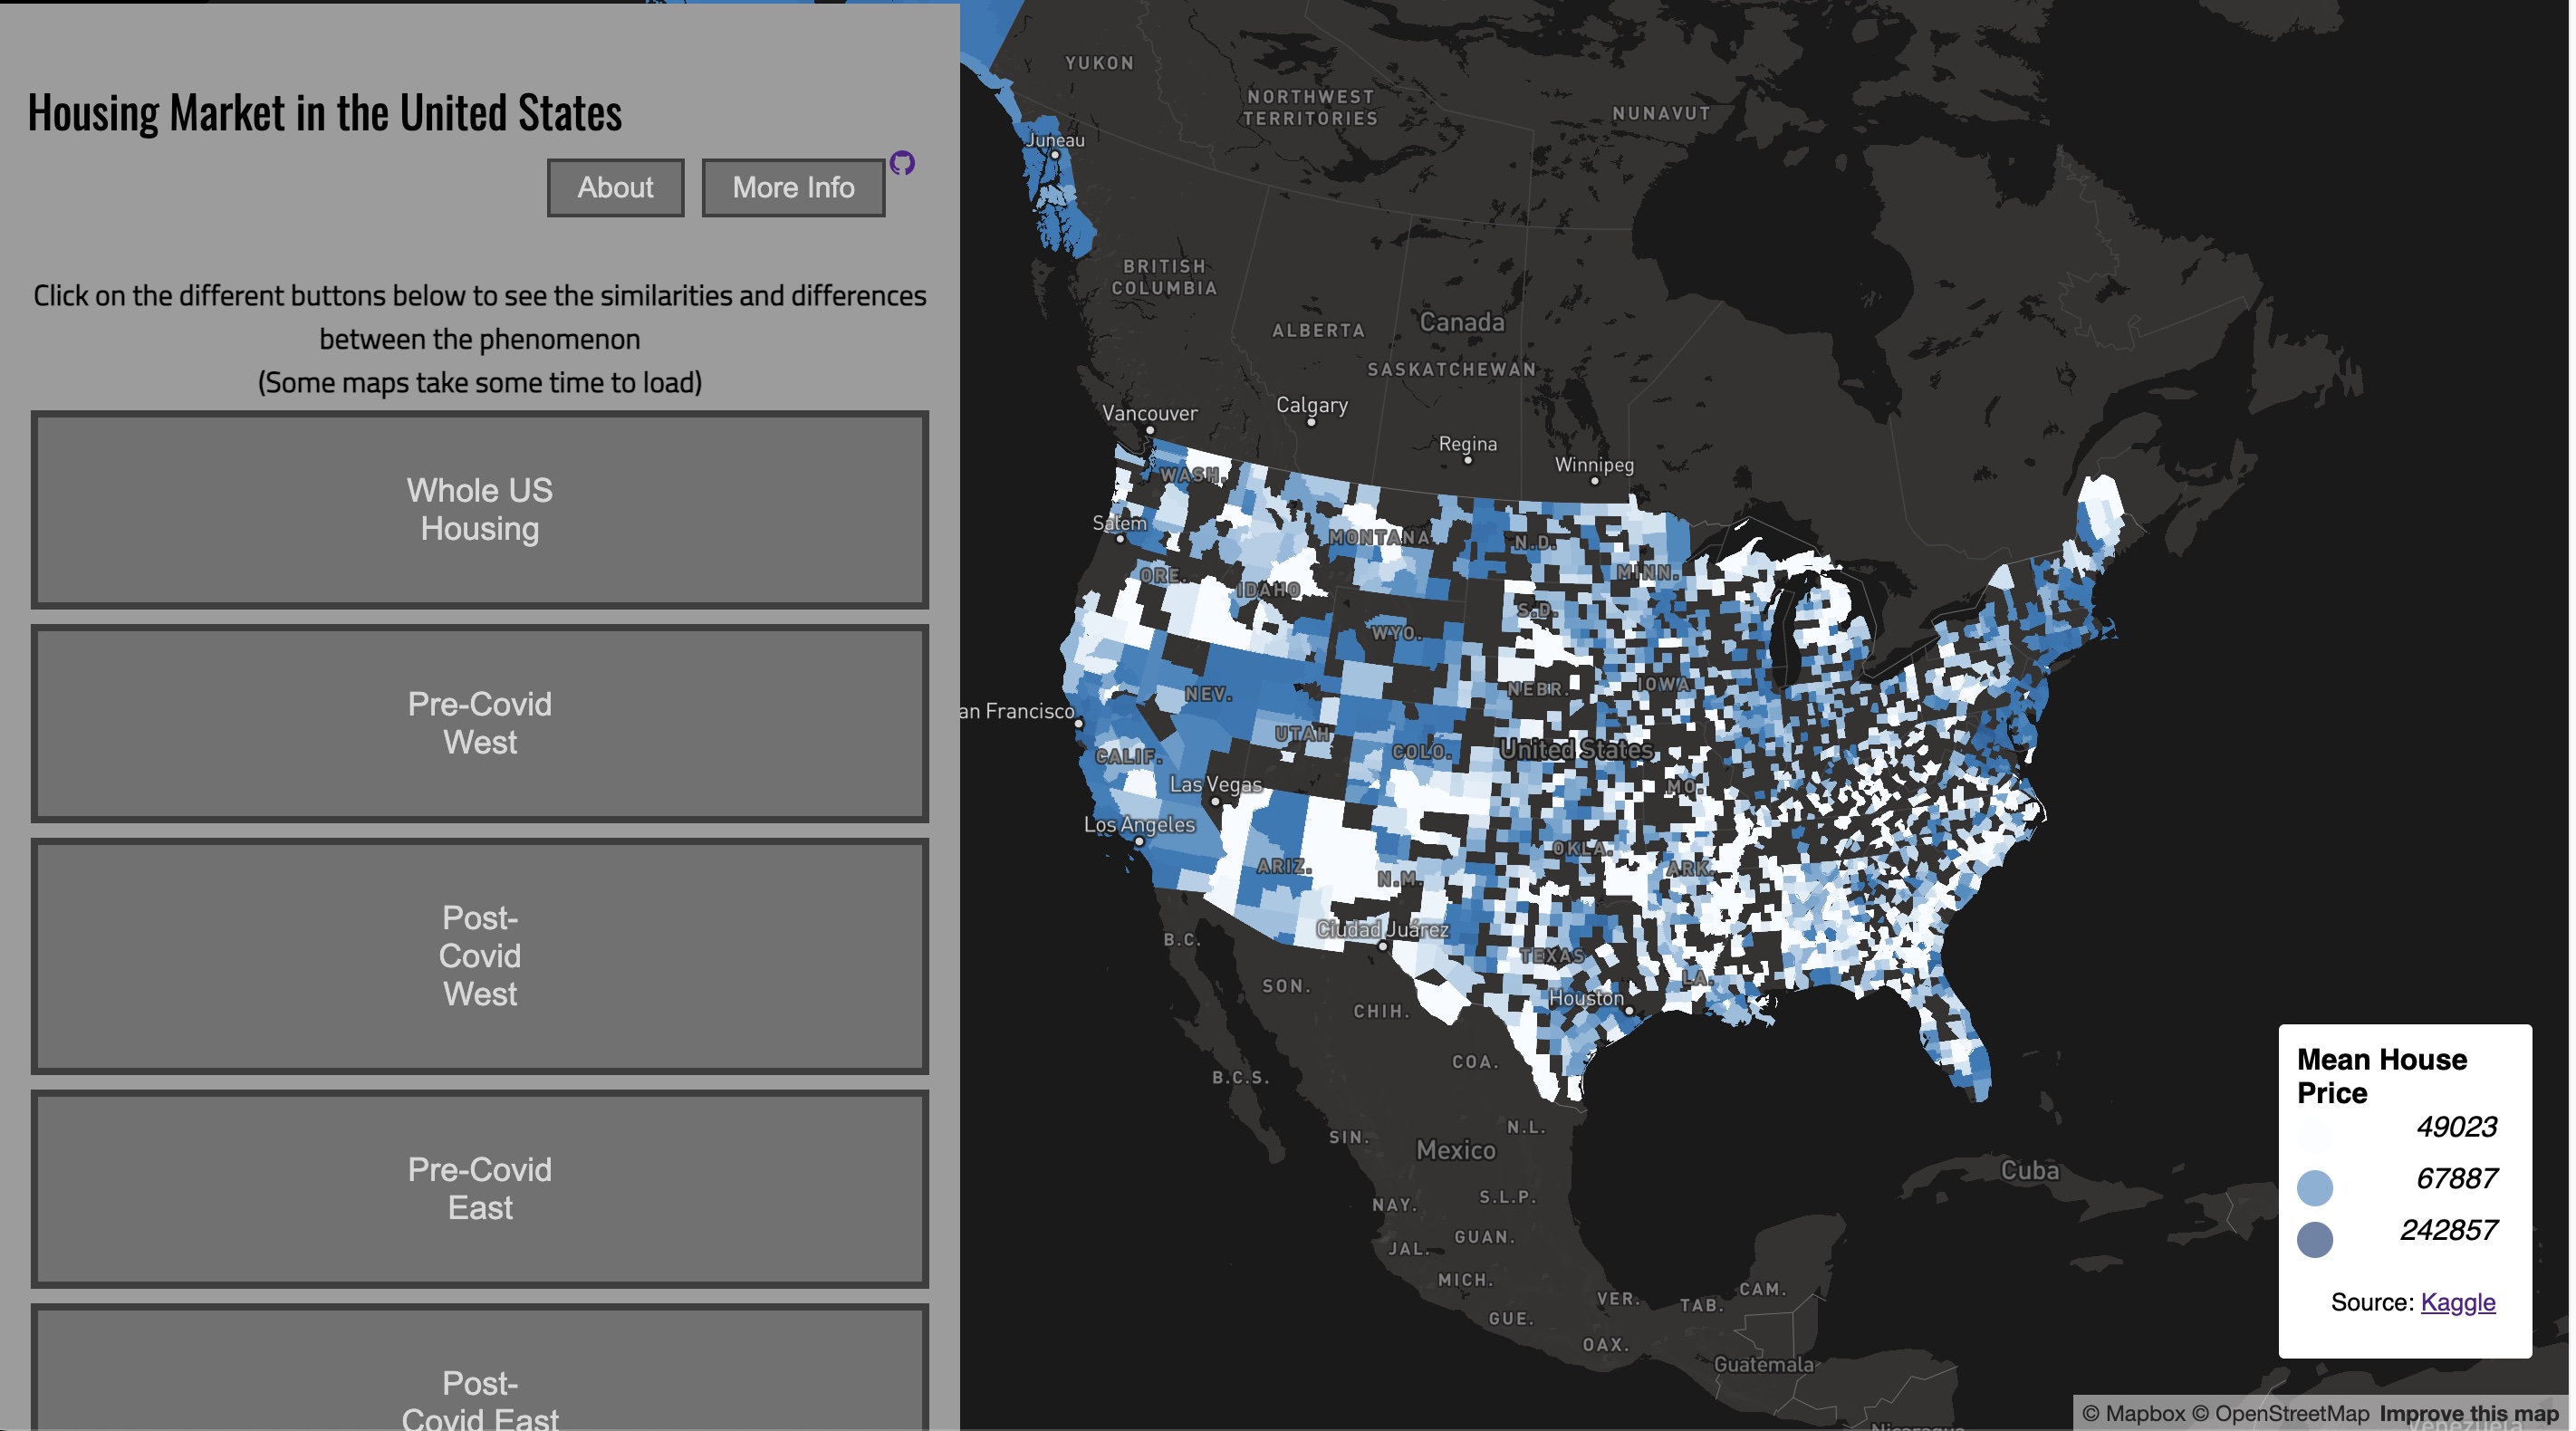 Housing Market in the United States
About
More Info
Click on the different buttons below to see the similarities and differences
between the phenomenon
(Some maps take some time to load)
Whole US
Housing
Pre-Covid
West
Post-
Covid
West
Pre-Covid
East
Post-
Covid East
YUKON
NORTHWEST
TERRITORIES
NUNAVUT
Juneau
BRITISH
COLUMBIA
ALBERTA
Canada
SASKATCHEWAN
Vancouver
Calgary
Regina
Winnipeg
WASH.
Salem
MONTANA
N.D.
ORE.
IDAHO
MINN.
S.D.
WYO.
NEV.
NEBR.
IOWA
an Francisco
UTAH
COLO.
United States
CALIF.
Las Vegas
MO.
Los Angeles
OKLA.
ARIZ.
N.M.
ARK.
Ciudad Juárez
B.C.
TEXAS
LA.
SON.
Houston
CHIH.
COA.
B.C.S.
N.L.
SIN.
Mexico
Cuba
NAY.
S.L.P.
GUAN.
JAL.
MICH.
CAM.
VER.
TAB.
GUE.
OAX.
Guatemala
Nicaragua
Venezuela
Mean House
Price
49023
67887
242857
Source: Kaggle
© Mapbox © OpenStreetMap Improve this map